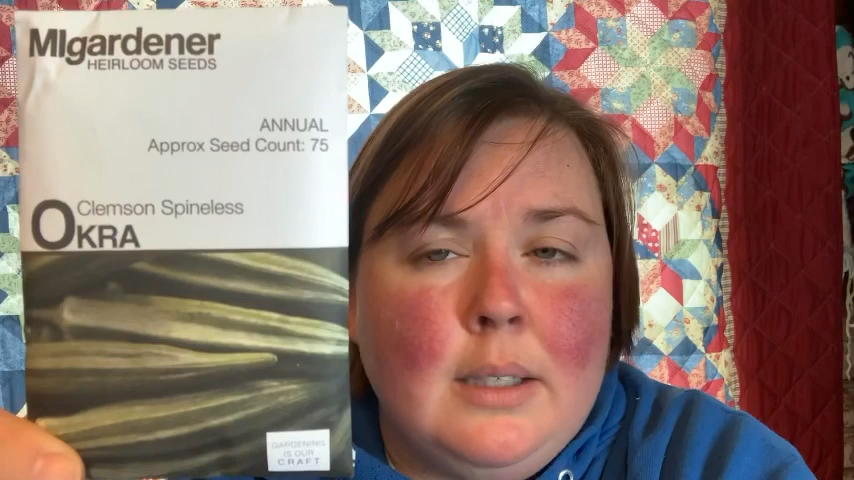 MIgardener
HEIRLOOM SEEDS
ANNUAL
Approx Seed Count: 75
Clemson Spineless
OKRA
GARDENING
IS OUR
CRAFT